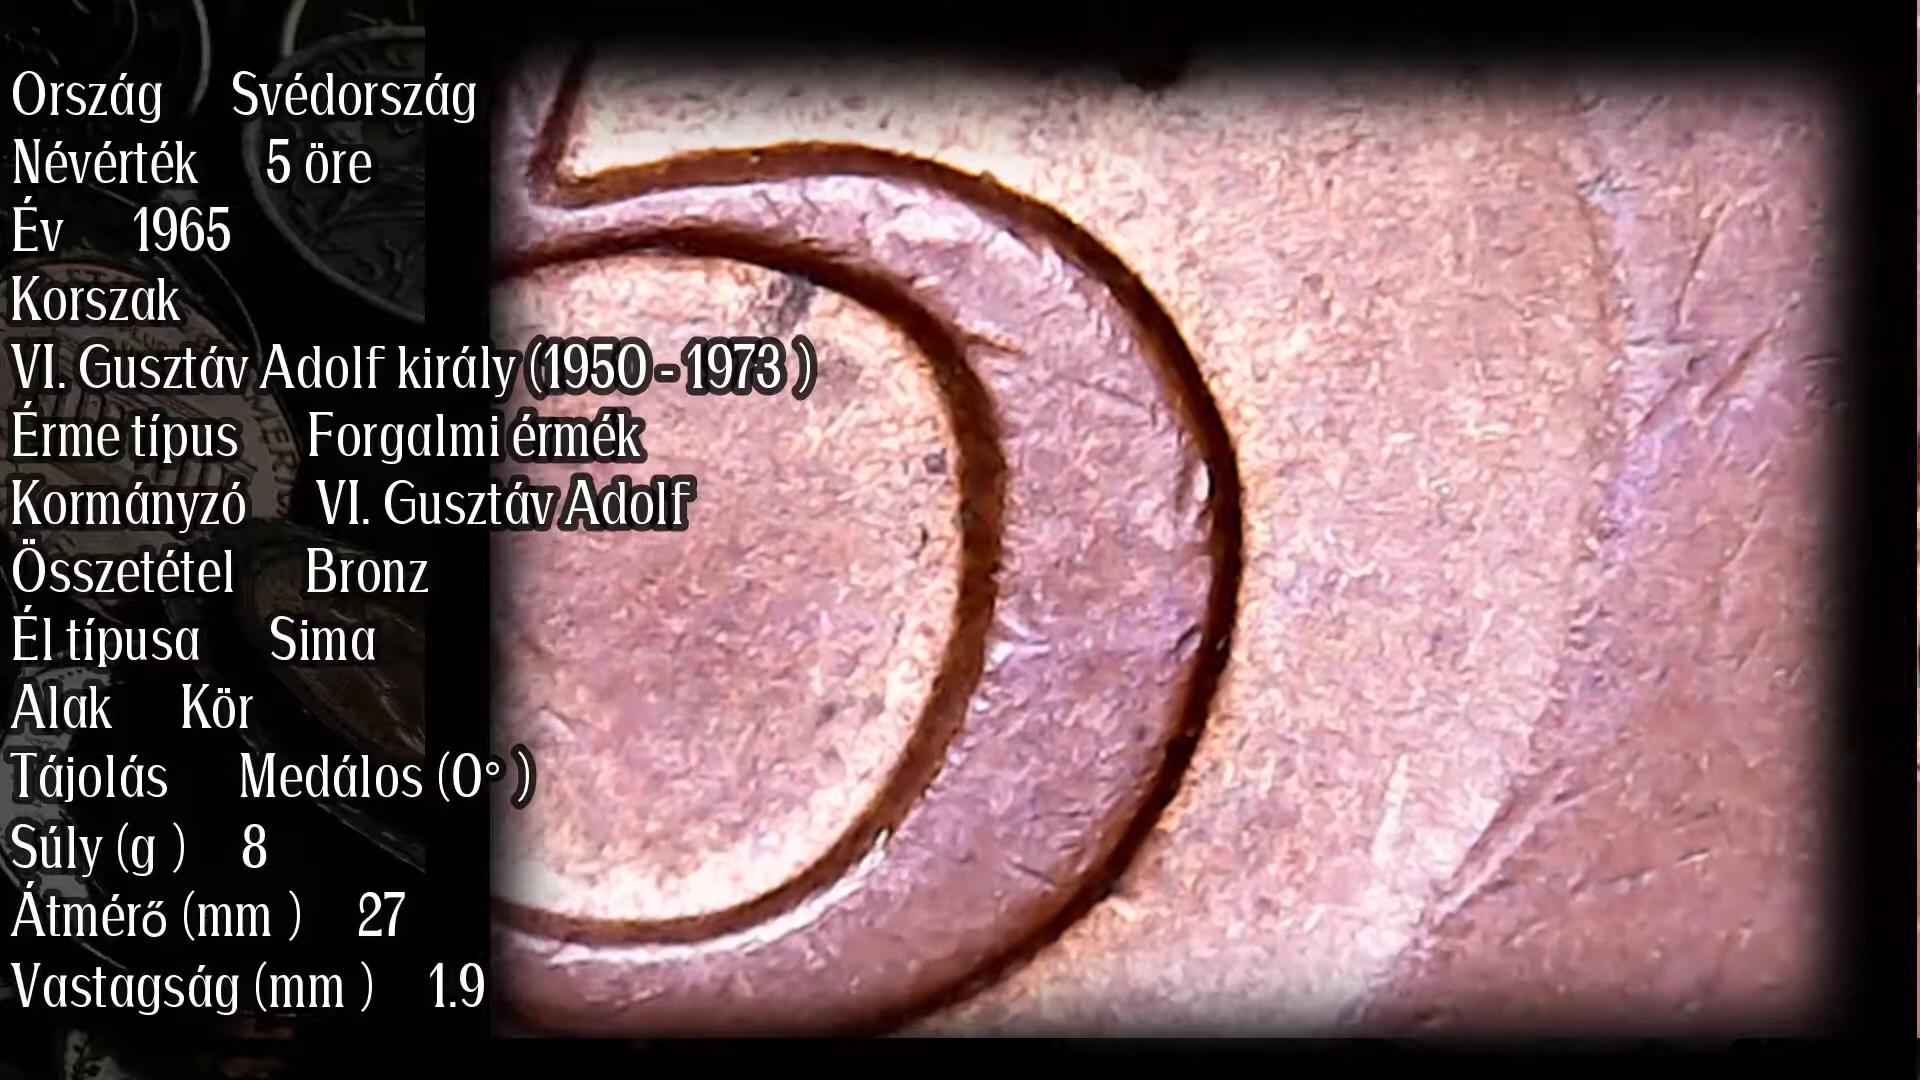 Ország Svédország
Névérték 5 öre
Év 1965
Korszak
VI. Gusztáv Adolf király (1950 - 1973 )
Érme típus Forgalmi érmék
Kormányzó VI. Gusztáv Adolf
Összetétel Bronz
Él típusa Sima
Alak Kör
Tájolás Medálos (0° )
Súly (g ) 8
Átmérő (mm ) 27
Vastagság (mm ) 1.9
5